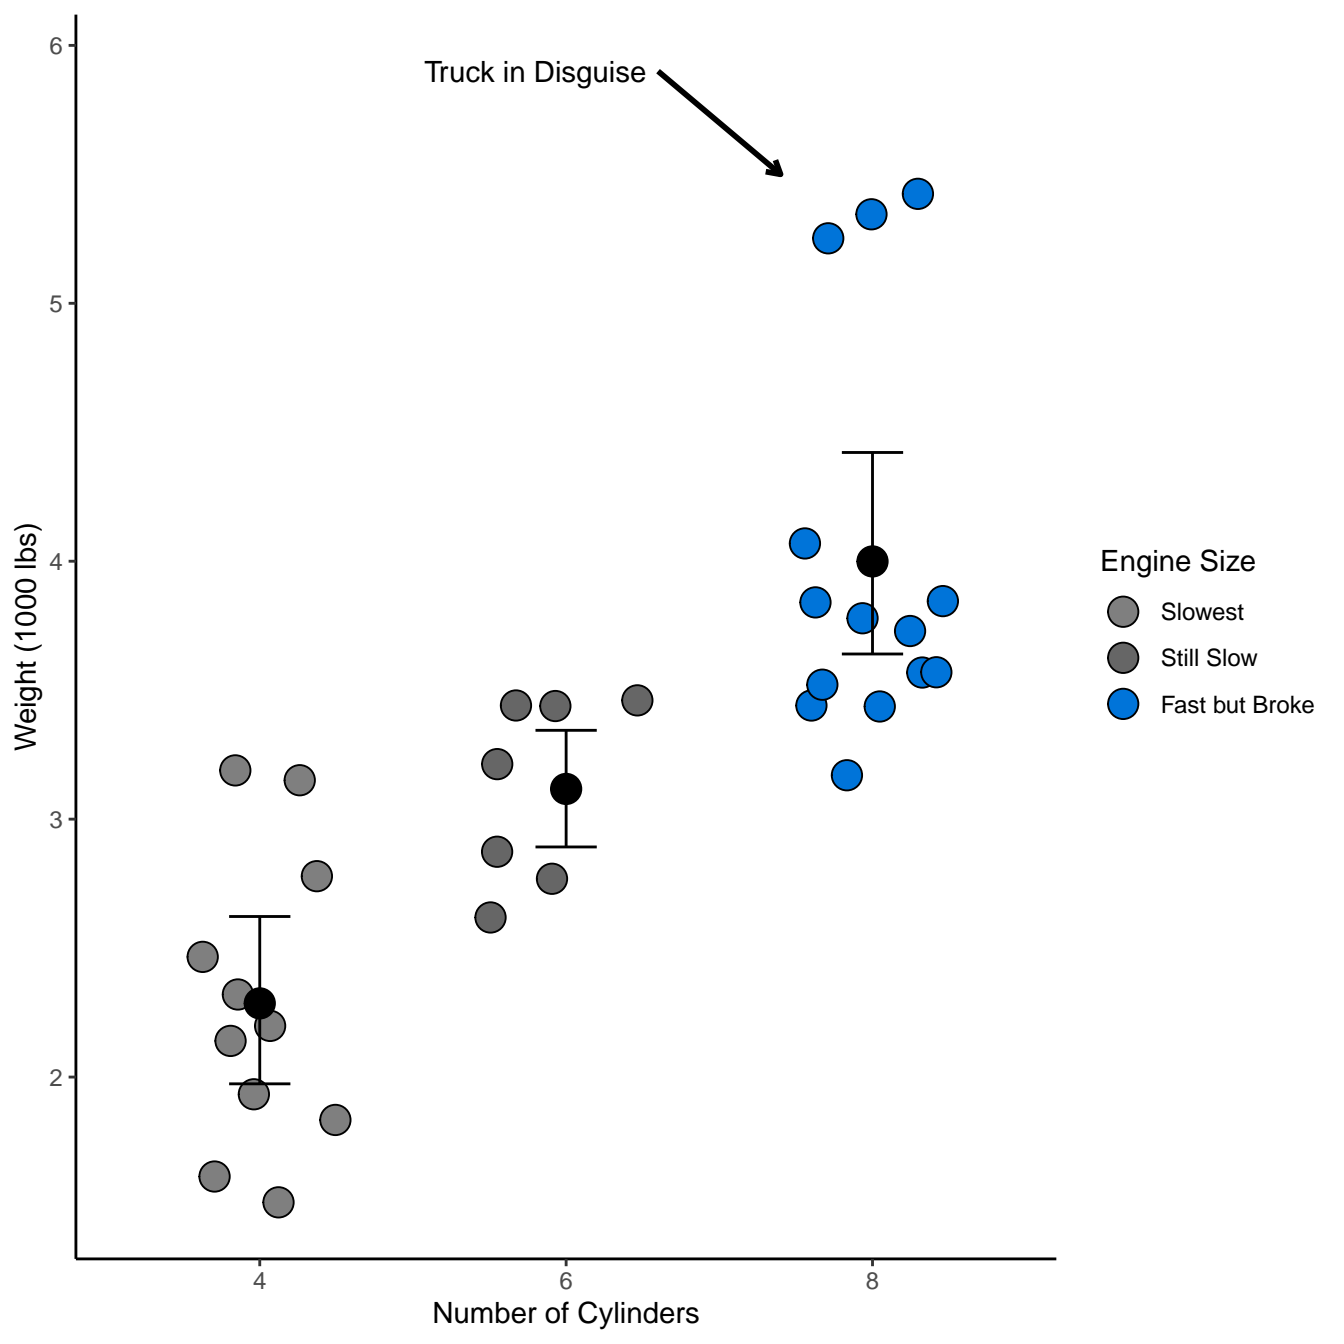 Truck in Disguise
6
5
4
3
2
Weight (1000 lbs)
4
6
8
Number of Cylinders
Engine Size
Slowest
Still Slow
Fast but Broke